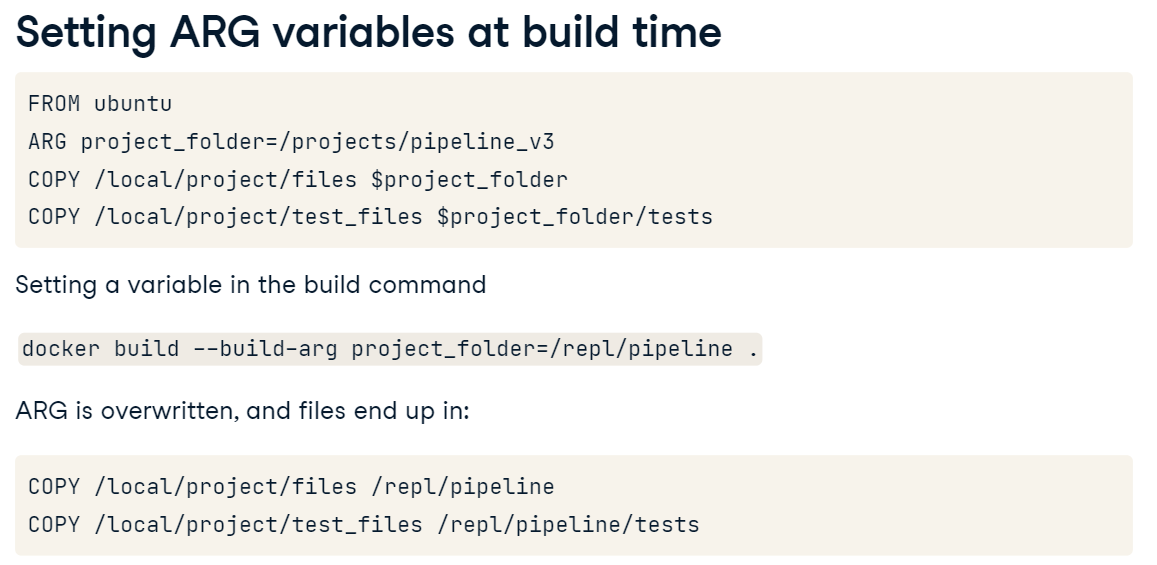 Setting ARG variables at build time
FROM ubuntu
ARG project_folder=/projects/pipeline_v3
COPY /local/project/files $project_folder
COPY /local/project/test_files $project_folder/tests
Setting a variable in the build command
docker build --build-arg project_folder=/repl/pipeline .
ARG is overwritten, and files end up in:
COPY /local/project/files /repl/pipeline
COPY /local/project/test_files /repl/pipeline/tests